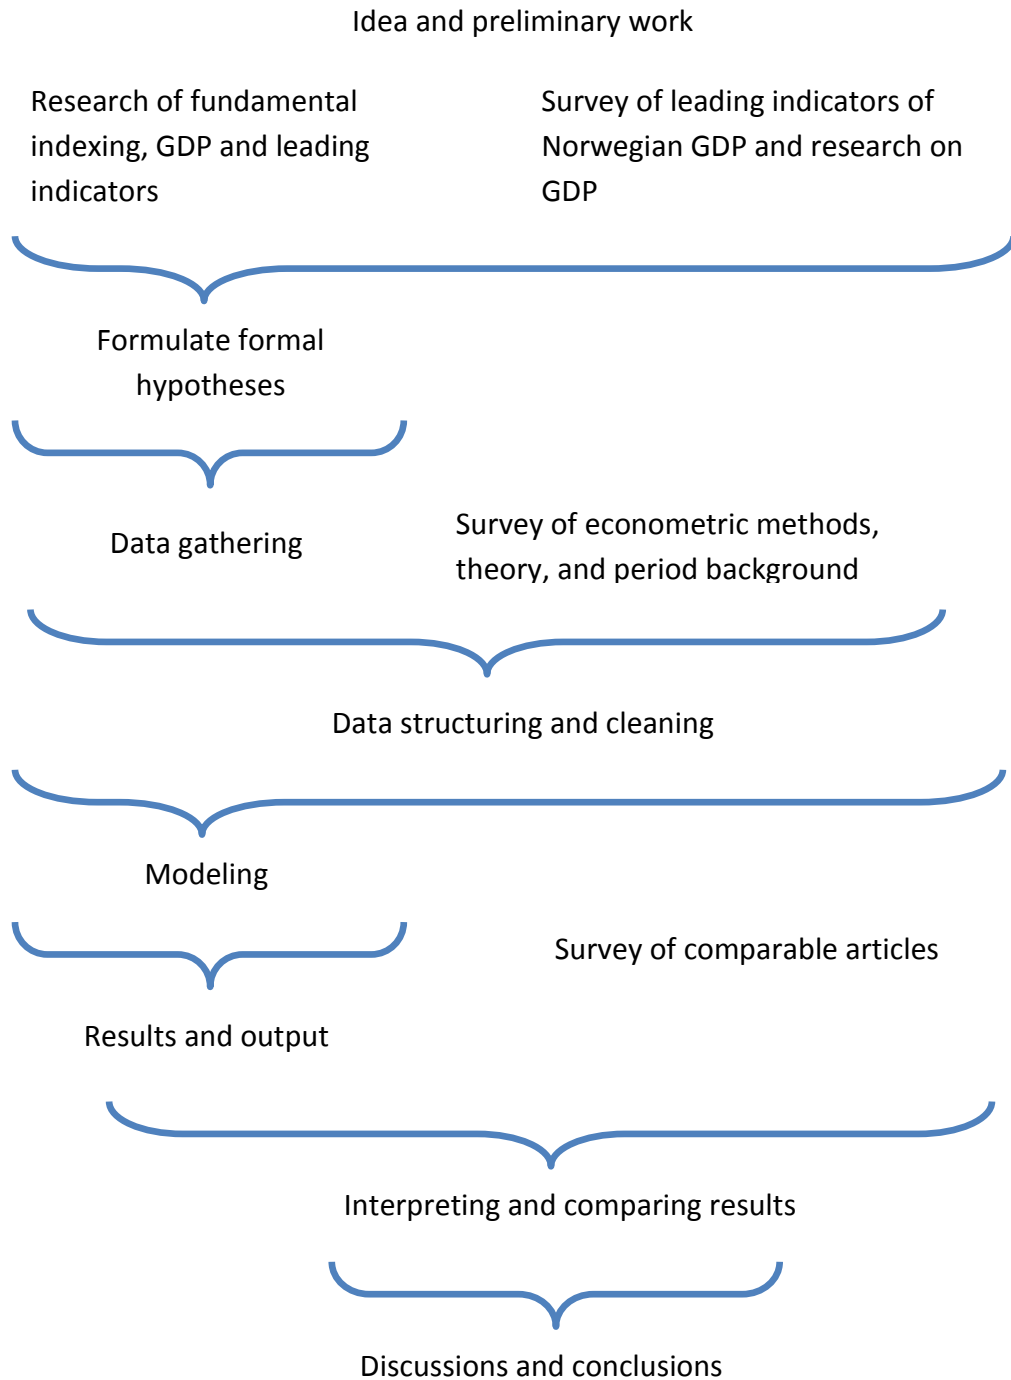 Idea and preliminary work
Research of fundamental
indexing, GDP and leading
indicators
Survey of leading indicators of
Norwegian GDP and research on
GDP
Formulate formal
hypotheses
Data gathering
Survey of econometric methods,
theory, and period background
Data structuring and cleaning
Modeling
Survey of comparable articles
Results and output
Interpreting and comparing results
Discussions and conclusions